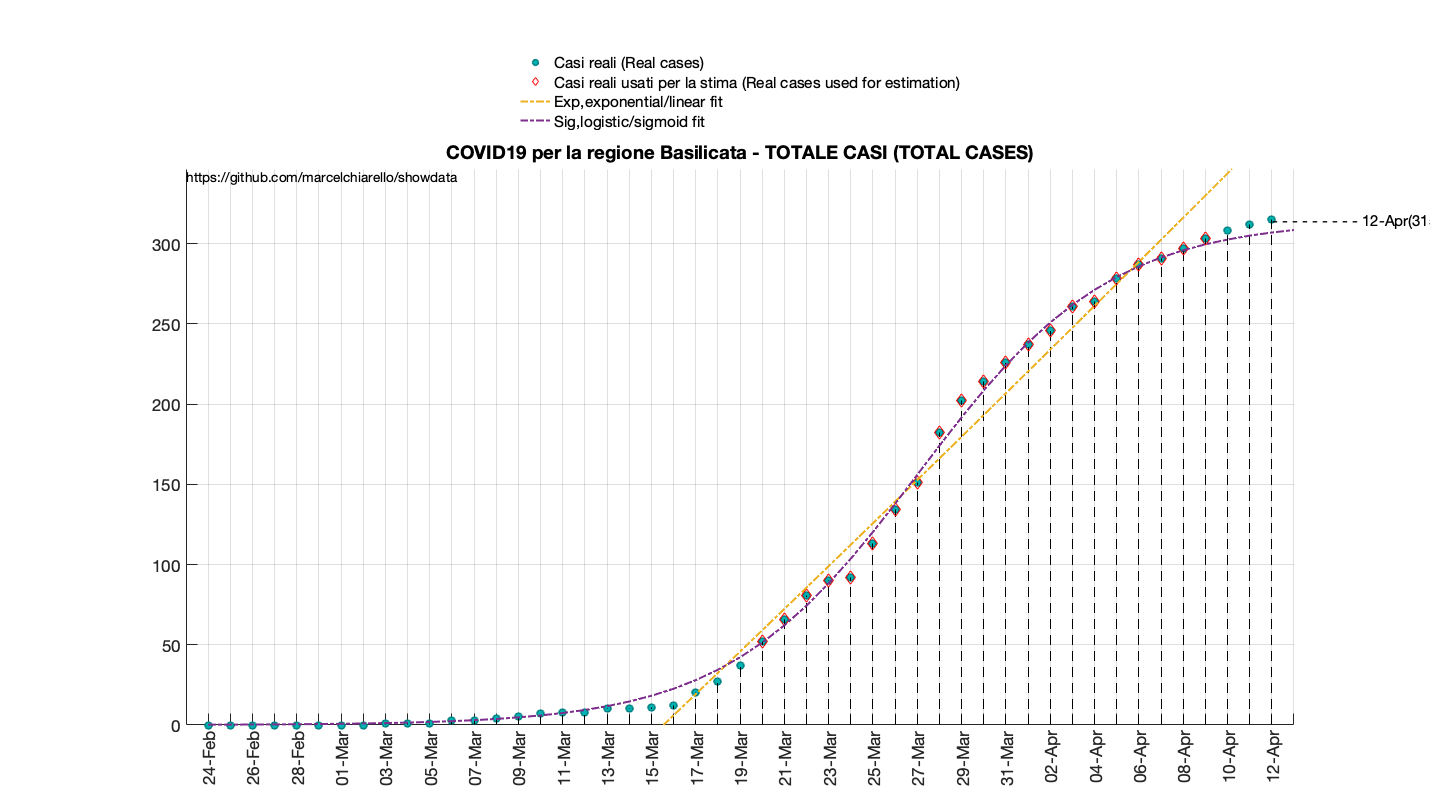 Casi reali (Real cases)
Casi reali usati per la stima (Real cases used for estimation)
Exp,exponential/linear fit
Sig,logistic/sigmoid fit
COVID19 per la regione Basilicata - TOTALE CASI (TOTAL CASES)
https://github.com/marcelchiarello/showdata
12-Apr(31
300
250
200
150
100
50
0
24-Feb
26-Feb
28-Feb
01-Mar
03-Mar
05-Mar
07-Mar
09-Mar
11-Mar
13-Mar
15-Mar
17-Mar
19-Mar
21-Mar
23-Mar
25-Mar
27-Mar
29-Mar
31-Mar
02-Apr
04-Apr
06-Apr
08-Apr
10-Apr
12-Apr